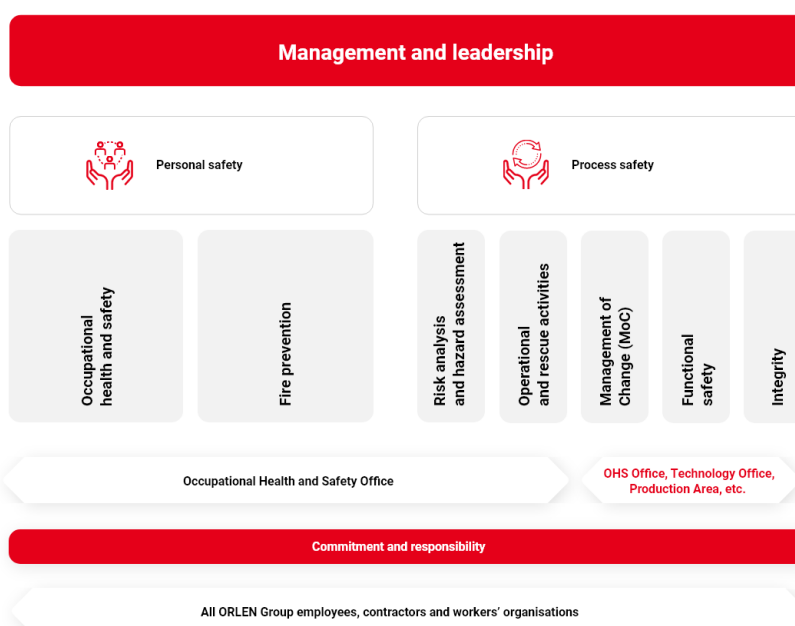 Management and leadership
Personal safety
Process safety
Occupational
health and safety
Fire prevention
Risk analysis
and hazard assessment
Operational
and rescue activities
Management of
Change (MoC)
Functional
safety
Integrity
Occupational Health and Safety Office
OHS Office, Technology Office,
Production Area, etc.
Commitment and responsibility
All ORLEN Group employees, contractors and workers’ organisations